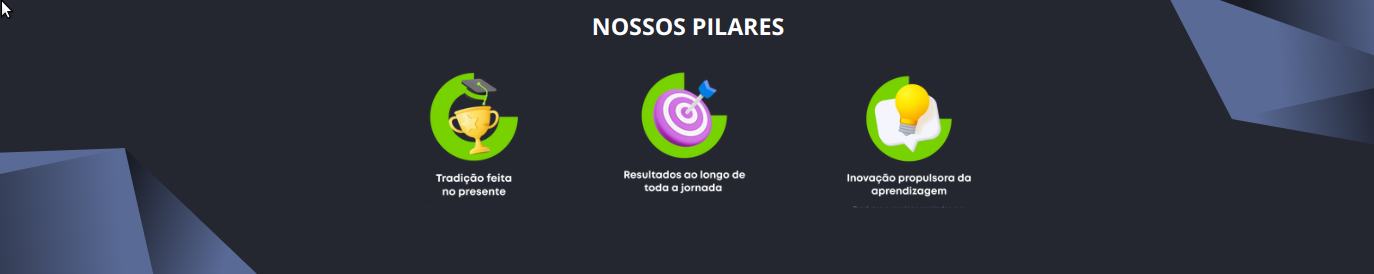 NOSSOS PILARES
Tradição feita
no presente
Resultados ao longo de
toda a jornada
Inovação propulsora da
aprendizagem